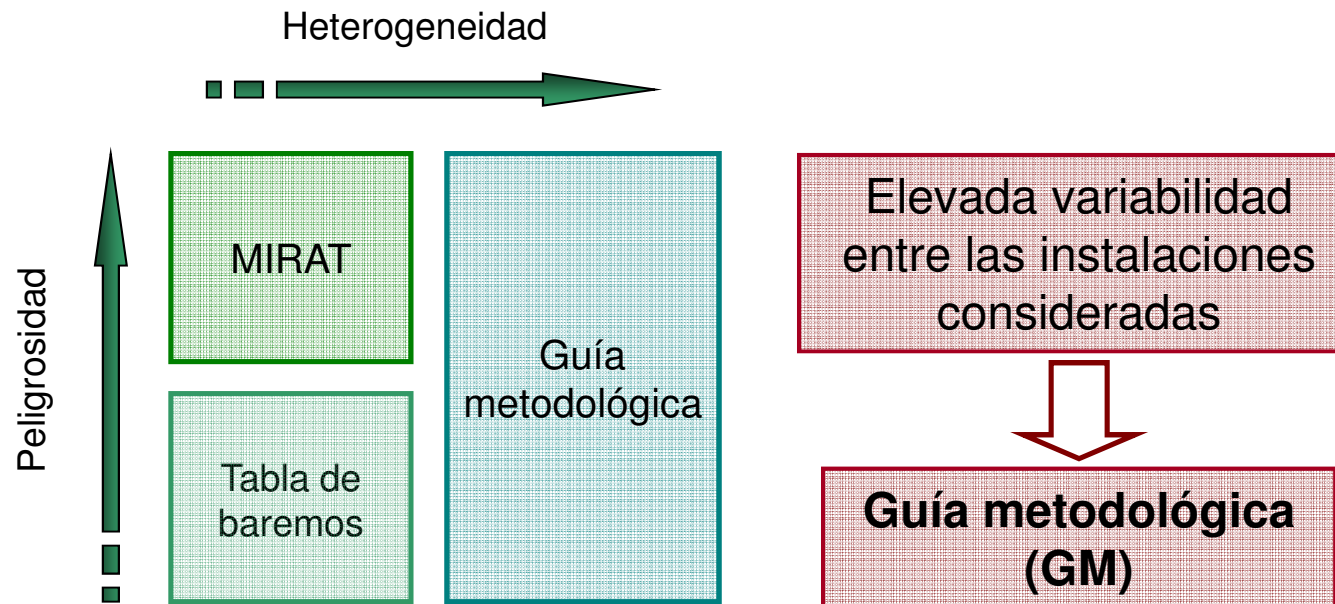 Heterogeneidad
Peligrosidad
MIRAT
Tabla de
baremos
Guía
metodológica
Elevada variabilidad
entre las instalaciones
consideradas
Guía metodológica
(GM)